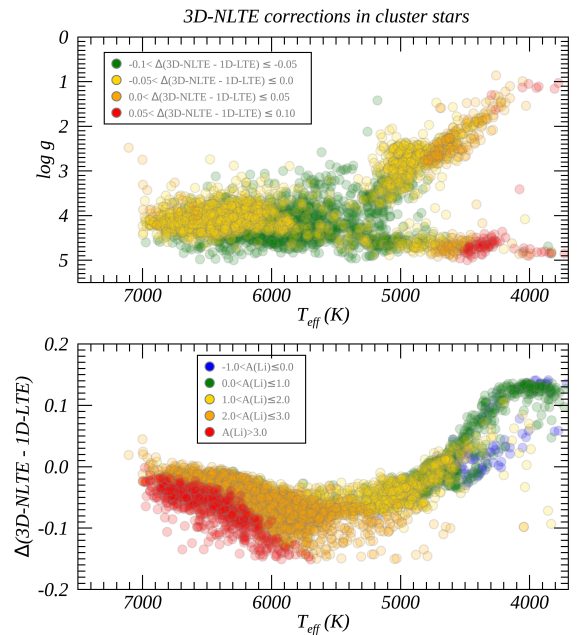 3D-NLTE corrections in cluster stars
0
1
2
3
4
5
log g
-0.1< Δ(3D-NLTE - 1D-LTE) ≤ -0.05
-0.05< Δ(3D-NLTE - 1D-LTE) ≤ 0.0
0.0< Δ(3D-NLTE - 1D-LTE) ≤ 0.05
0.05< Δ(3D-NLTE - 1D-LTE) ≤ 0.10
7000 6000 5000 4000
Teff (K)
0.2
0.1
0.0
-0.1
-0.2
Δ(3D-NLTE - 1D-LTE)
-1.0<A(Li)≤0.0
0.0<A(Li)≤1.0
1.0<A(Li)≤2.0
2.0<A(Li)≤3.0
A(Li)>3.0
7000 6000 5000 4000
Teff (K)